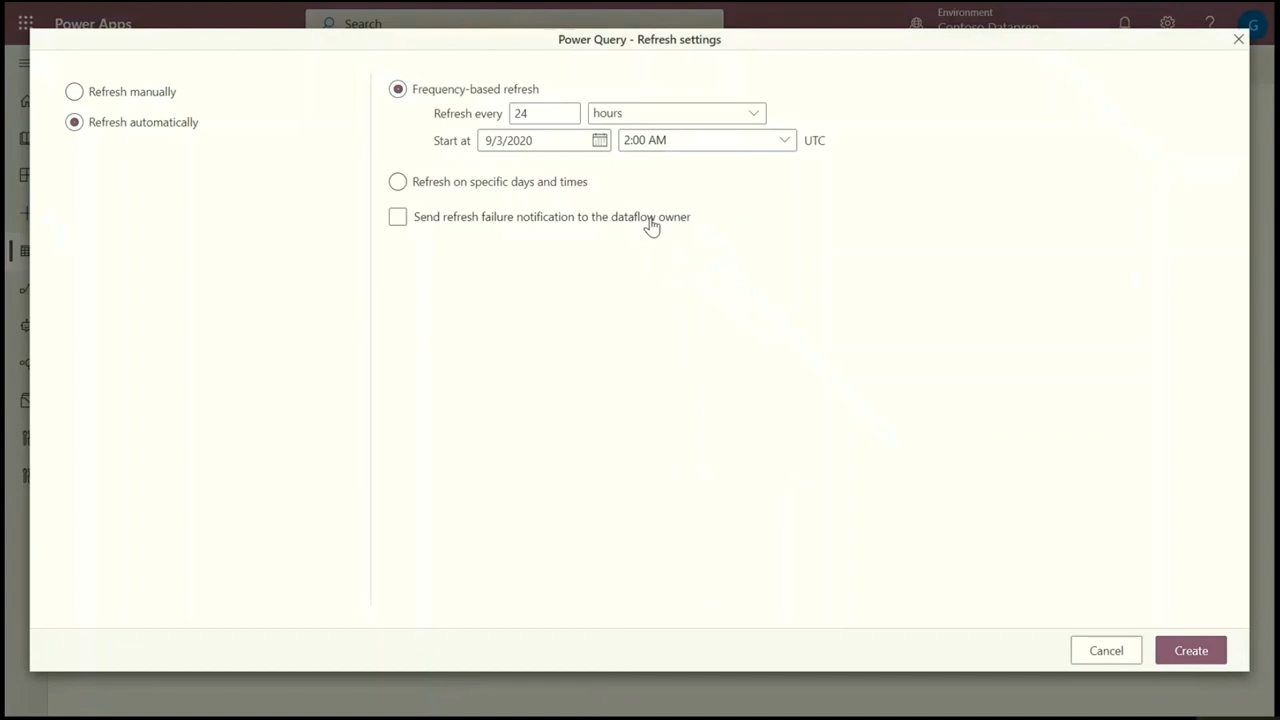 Power Apps
Search
Environment
Contoso Dataprep
?
G
Power Query - Refresh settings
Refresh manually
Refresh automatically
Frequency-based refresh
Refresh every 24 hours
Start at 9/3/2020 2:00 AM UTC
Refresh on specific days and times
Send refresh failure notification to the dataflow owner
Cancel
Create